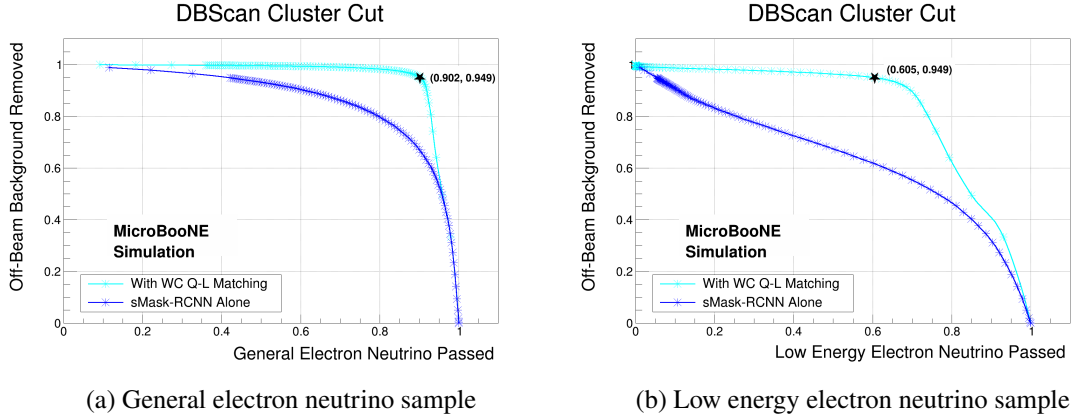 DBScan Cluster Cut
Off-Beam Background Removed
1
0.8
0.6
0.4
0.2
0
(0.902, 0.949)
MicroBooNE
Simulation
With WC Q-L Matching
sMask-RCNN Alone
0 0.2 0.4 0.6 0.8 1
General Electron Neutrino Passed
(a) General electron neutrino sample
DBScan Cluster Cut
Off-Beam Background Removed
1
0.8
0.6
0.4
0.2
0
(0.605, 0.949)
MicroBooNE
Simulation
With WC Q-L Matching
sMask-RCNN Alone
0 0.2 0.4 0.6 0.8 1
Low Energy Electron Neutrino Passed
(b) Low energy electron neutrino sample